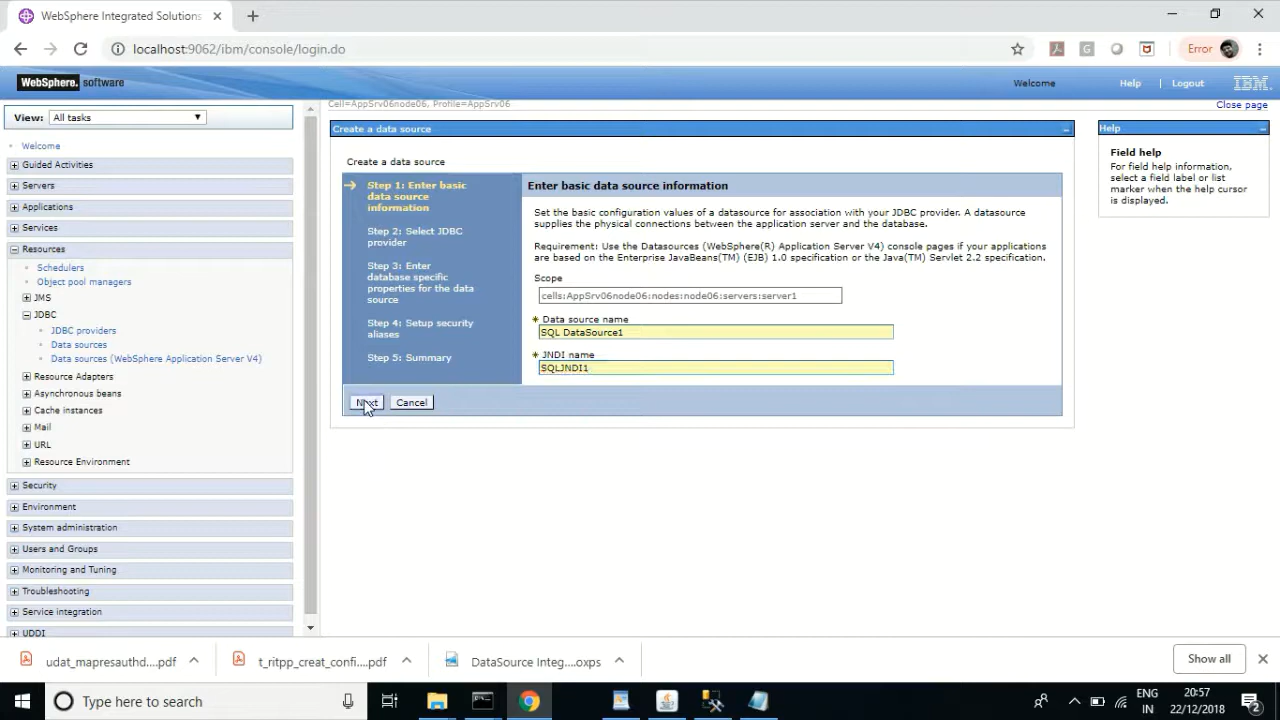 WebSphere Integrated Solutions
localhost:9062/ibm/console/login.do
Error
WebSphere. software
Welcome
Help
Logout
IBM
View: All tasks
Welcome
Guided Activities
Servers
Applications
Services
Resources
Schedulers
Object pool managers
JMS
JDBC
JDBC providers
Data sources
Data sources (WebSphere Application Server V4)
Resource Adapters
Asynchronous beans
Cache instances
Mail
URL
Resource Environment
Security
Environment
System administration
Users and Groups
Monitoring and Tuning
Troubleshooting
Service integration
UDDI
Cell=AppSrv06node06, Profile=AppSrv06
Close page
Create a data source
Create a data source
Step 1: Enter basic
data source
information
Step 2: Select JDBC
provider
Step 3: Enter
database specific
properties for the data
source
Step 4: Setup security
aliases
Step 5: Summary
Enter basic data source information
Set the basic configuration values of a datasource for association with your JDBC provider. A datasource
supplies the physical connections between the application server and the database.
Requirement: Use the Datasources (WebSphere(R) Application Server V4) console pages if your applications
are based on the Enterprise JavaBeans(TM) (EJB) 1.0 specification or the Java(TM) Servlet 2.2 specification.
Scope
cells:AppSrv06node06:nodes:node06:servers:server1
Data source name
SQL DataSource1
JNDI name
SQLJNDI1
Next
Cancel
Help
Field help
For field help information,
select a field label or list
marker when the help cursor
is displayed.
udat_mapresauthd....pdf
t_ritpp_creat_confi....pdf
DataSource Integ....oxps
Show all
Type here to search
ENG
IN
20:57
22/12/2018
2